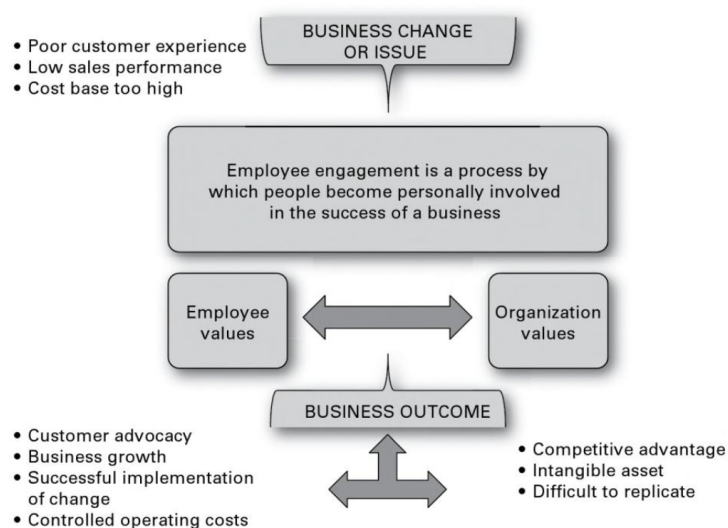 BUSINESS CHANGE
OR ISSUE
• Poor customer experience
• Low sales performance
• Cost base too high
Employee engagement is a process by
which people become personally involved
in the success of a business
Employee
values
Organization
values
BUSINESS OUTCOME
• Customer advocacy
• Business growth
• Successful implementation
of change
• Controlled operating costs
• Competitive advantage
• Intangible asset
• Difficult to replicate